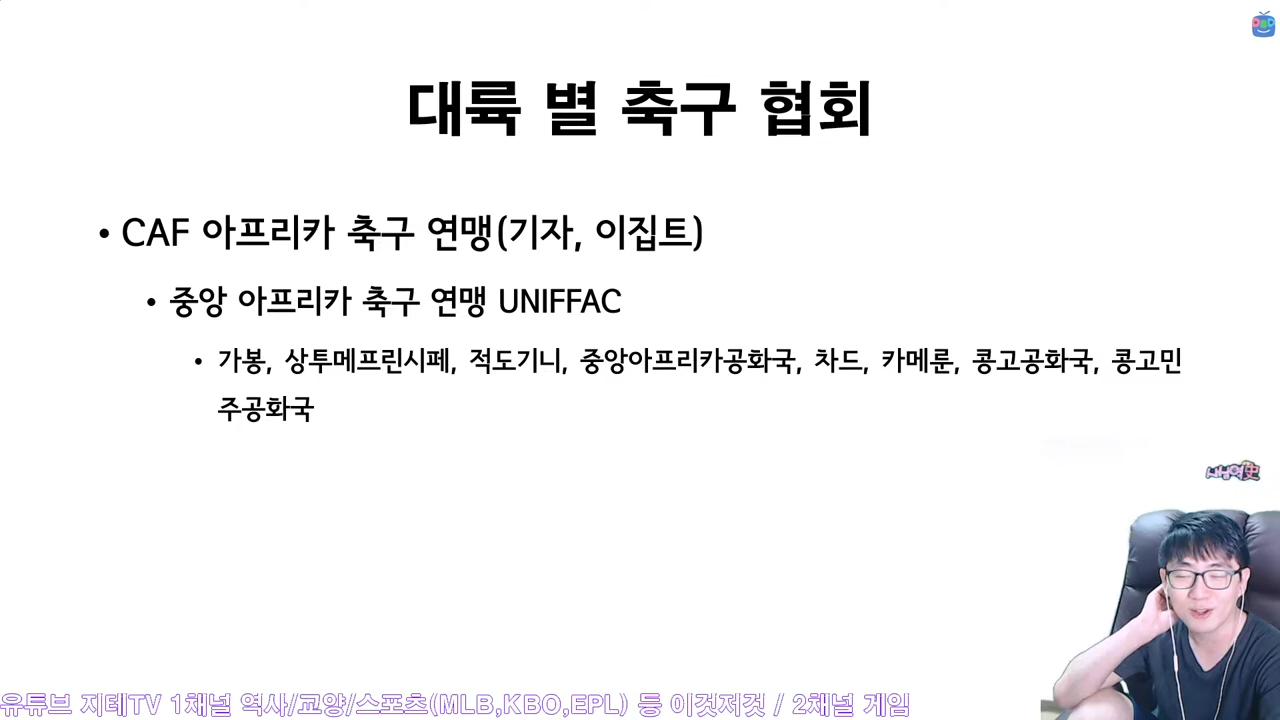 대륙 별 축구 협회
• CAF 아프리카 축구 연맹(기자, 이집트)
• 중앙 아프리카 축구 연맹 UNIFFAC
• 가봉, 상투메프린시페, 적도기니, 중앙아프리카공화국, 차드, 카메룬, 콩고공화국, 콩고민
주공화국
유튜브 지테TV 1채널 역사/교양/스포츠(MLB,KBO,EPL) 등 이것저것 / 2채널 게임